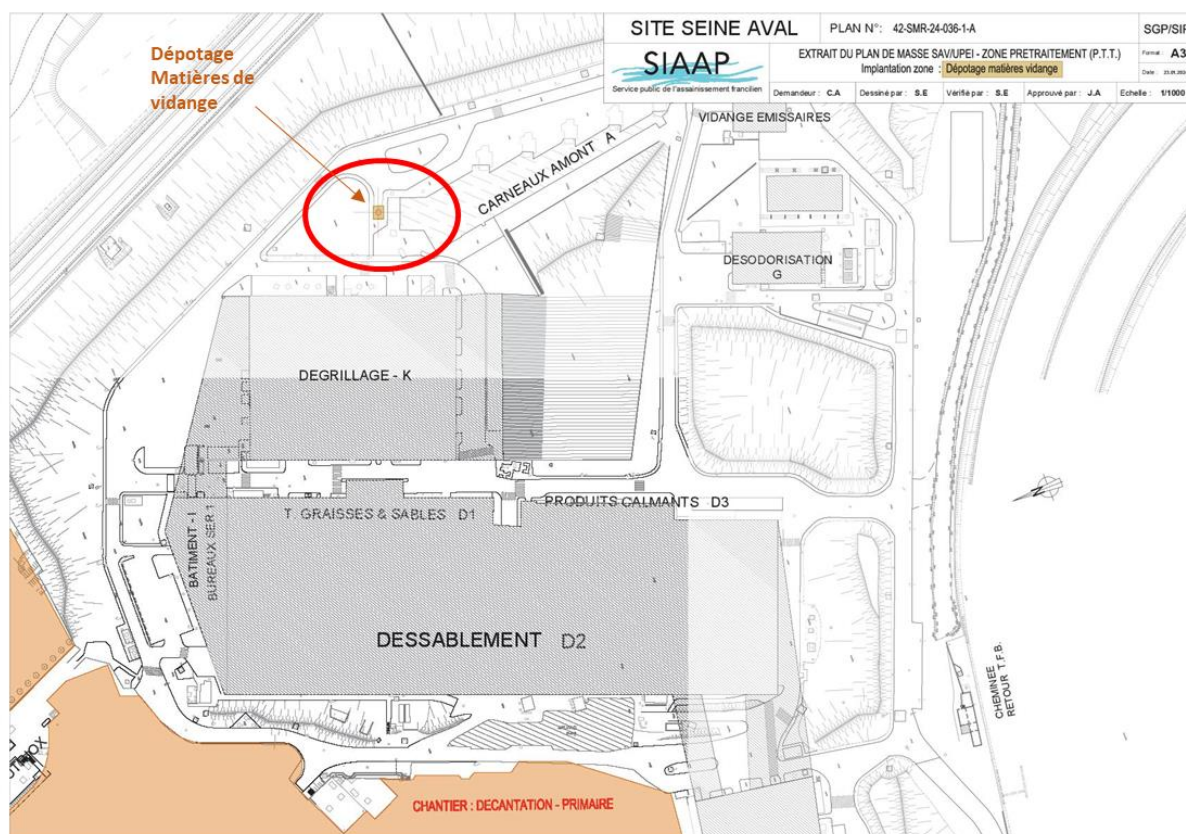 SITE SEINE AVAL
PLAN N°: 42-SMR-24-036-1-A
SGP/SIP
SIAAP
Service public de l'assainissement francilien
EXTRAIT DU PLAN DE MASSE SAV/UPEI - ZONE PRETRAITEMENT (P.T.T.)
Implantation zone : Dépotage matières vidange
Format : A3
Date :
Demandeur : C.A
Dessiné par : S.E
Vérifié par : S.E
Approuvé par : J.A
Echelle : 1/1000
Dépotage
Matières de
vidange
VIDANGE EMISSAIRES
CARNEAUX AMONT A
DESODORISATION
G
DEGRILLAGE - K
PRODUITS CALMANTS D3
T. GRAISSES & SABLES D1
BATIMENT - I
BUREAUX SER 1
DESSABLEMENT D2
CHEMINEE
RETOUR T.F.B.
CHANTIER : DECANTATION - PRIMAIRE